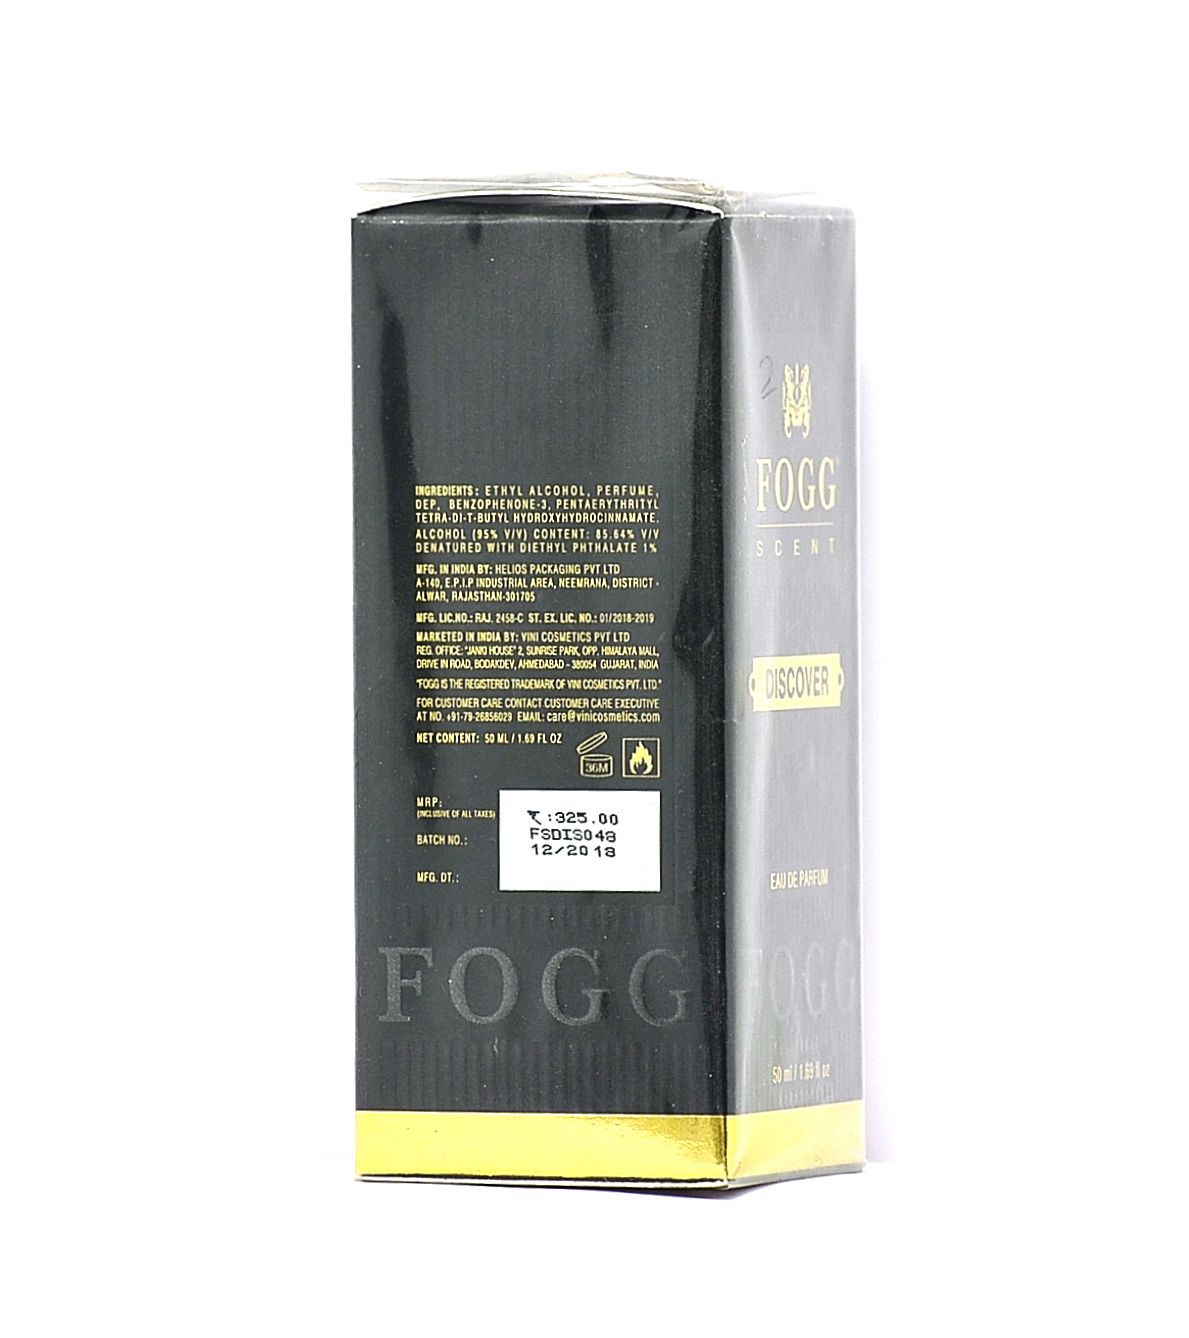 INGREDIENTS: ETHYL ALCOHOL, PERFUME,
DEP, BENZOPHENONE-3, PENTAERYTHRITYL
TETRA-DI-T-BUTYL HYDROXYHYDROCINNAMATE.
ALCOHOL (95% V/V) CONTENT: 85.64% V/V
DENATURED WITH DIETHYL PHTHALATE 1%
MFG. IN INDIA BY: HELIOS PACKAGING PVT LTD
A-140, E.P.I.P INDUSTRIAL AREA, NEEMRANA, DISTRICT -
ALWAR, RAJASTHAN-301705
MFG. LIC.NO.: RAJ. 2458-C ST. EX. LIC. NO.: 01/2018-2019
MARKETED IN INDIA BY: VINI COSMETICS PVT LTD
REG. OFFICE: "JANKI HOUSE" 2, SUNRISE PARK, OPP. HIMALAYA MALL,
DRIVE IN ROAD, BODAKDEV, AHMEDABAD - 380054 GUJARAT, INDIA
"FOGG IS THE REGISTERED TRADEMARK OF VINI COSMETICS PVT. LTD."
FOR CUSTOMER CARE CONTACT CUSTOMER CARE EXECUTIVE
AT NO. +91-79-26856029 EMAIL: care@vinicosmetics.com
NET CONTENT: 50 ML / 1.69 FL OZ
36M
MRP:
(INCLUSIVE OF ALL TAXES)
BATCH NO.:
MFG. DT.:
₹:325.00
FSDIS048
12/2018
FOGG
2
FOGG
SCENT
DISCOVER
EAU DE PARFUM
FOGG
50 ml / 1.69 fl oz